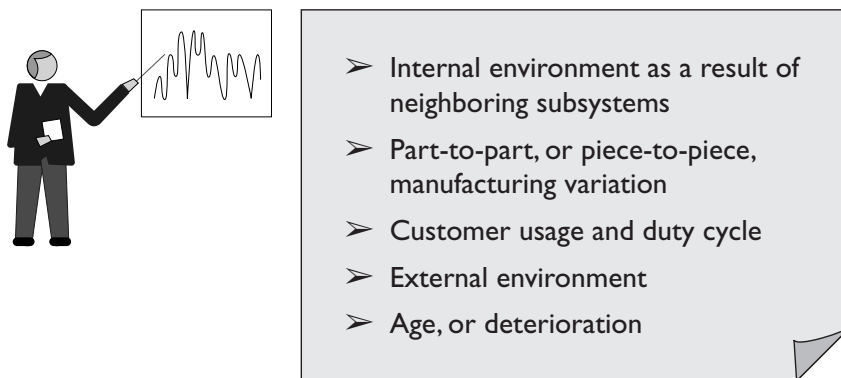 ➢ Internal environment as a result of
neighboring subsystems
➢ Part-to-part, or piece-to-piece,
manufacturing variation
➢ Customer usage and duty cycle
➢ External environment
➢ Age, or deterioration